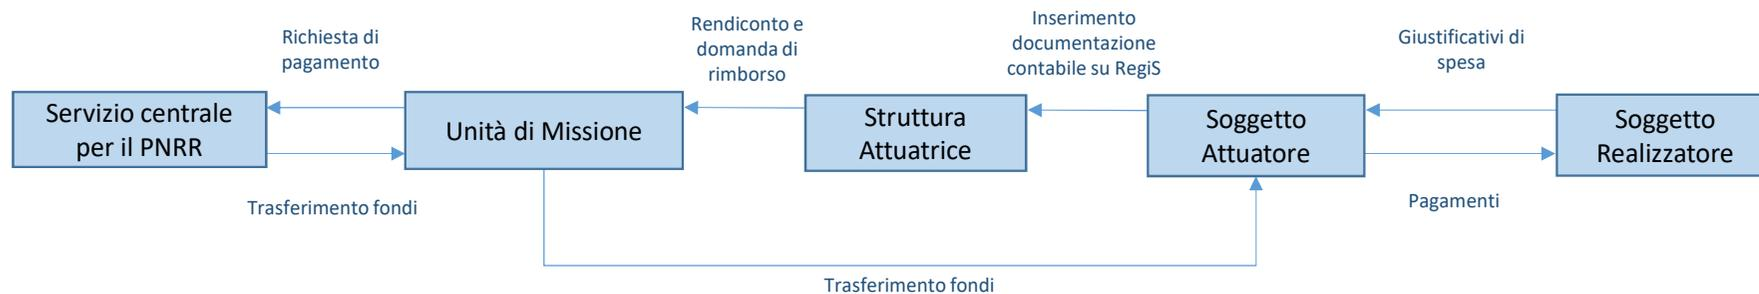 Richiesta di
pagamento
Rendiconto e
domanda di
rimborso
Inserimento
documentazione
contabile su RegiS
Giustificativi di
spesa
Servizio centrale
per il PNRR
Unità di Missione
Struttura
Attuatrice
Soggetto
Attuatore
Soggetto
Realizzatore
Trasferimento fondi
Pagamenti
Trasferimento fondi